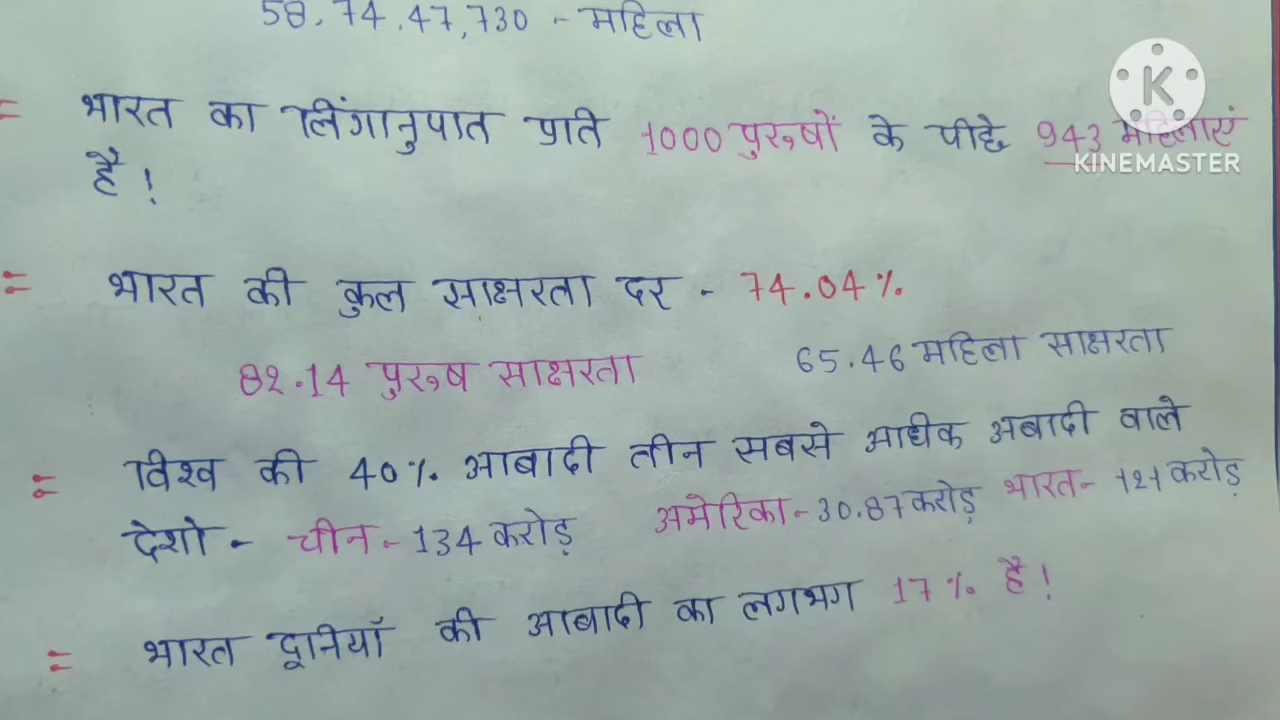 58.74.47,730 - महिला
= भारत का लिंगानुपात प्रति 1000 पुरुषों के पीछे 943 महिलाएं
है !
= भारत की कुल साक्षरता दर - 74.04%
82.14 पुरुष साक्षरता 65.46 महिला साक्षरता
= विश्व की 40% आबादी तीन सबसे अधिक अबादी वाले
देशो - चीन - 134 करोड़ अमेरिका - 30.87 करोड़ भारत - 121 करोड़
= भारत दूनियाँ की आबादी का लगभग 17% है !
K
KINEMASTER